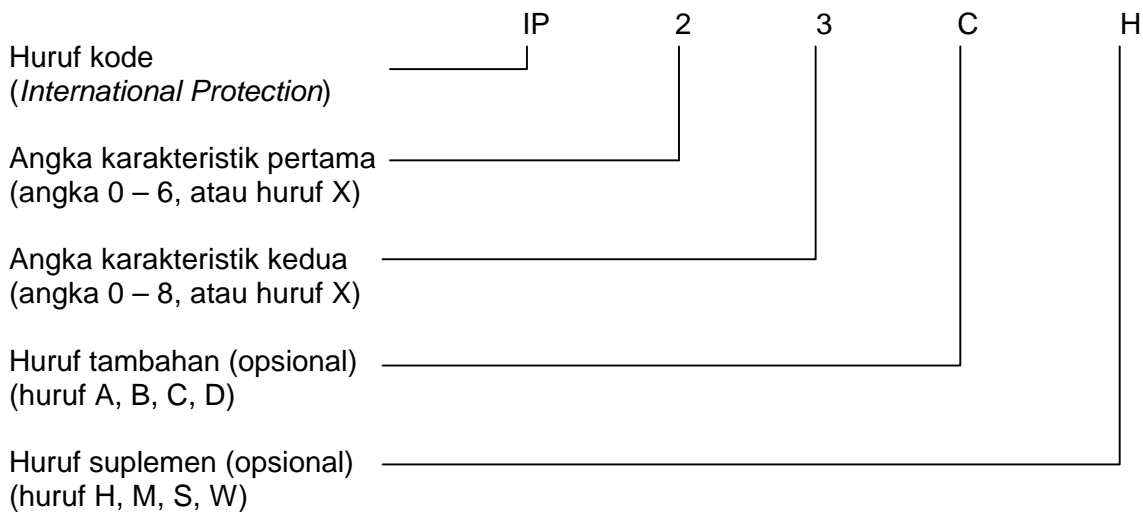 IP 2 3 C H
Huruf kode
(International Protection)
Angka karakteristik pertama
(angka 0 – 6, atau huruf X)
Angka karakteristik kedua
(angka 0 – 8, atau huruf X)
Huruf tambahan (opsional)
(huruf A, B, C, D)
Huruf suplemen (opsional)
(huruf H, M, S, W)